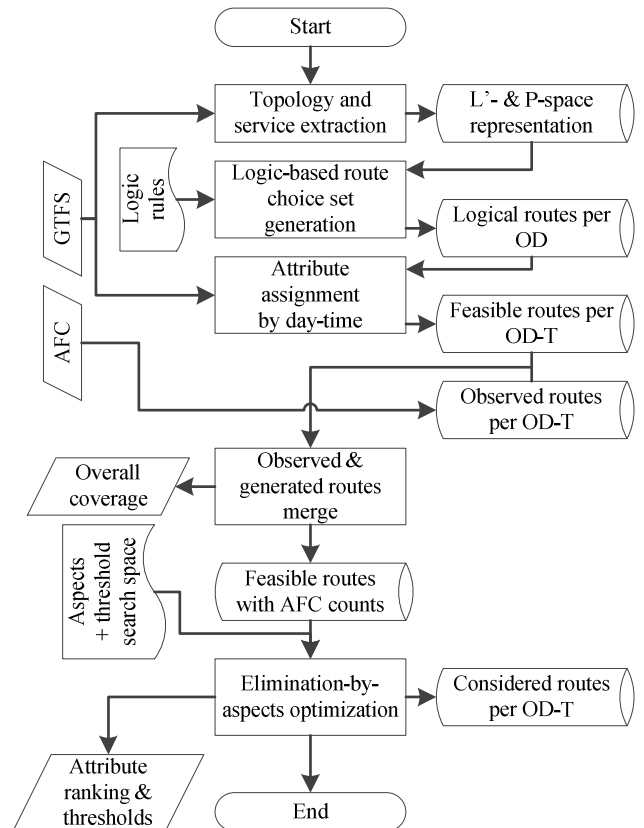 Start
Topology and
service extraction
L'- & P-space
representation
GTFS
Logic
rules
Logic-based route
choice set
generation
Logical routes per
OD
Attribute
assignment
by day-time
Feasible routes per
OD-T
AFC
Observed routes
per OD-T
Overall
coverage
Observed &
generated routes
merge
Aspects
+ threshold
search space
Feasible routes
with AFC counts
Elimination-by-
aspects optimization
Considered routes
per OD-T
Attribute
ranking &
thresholds
End